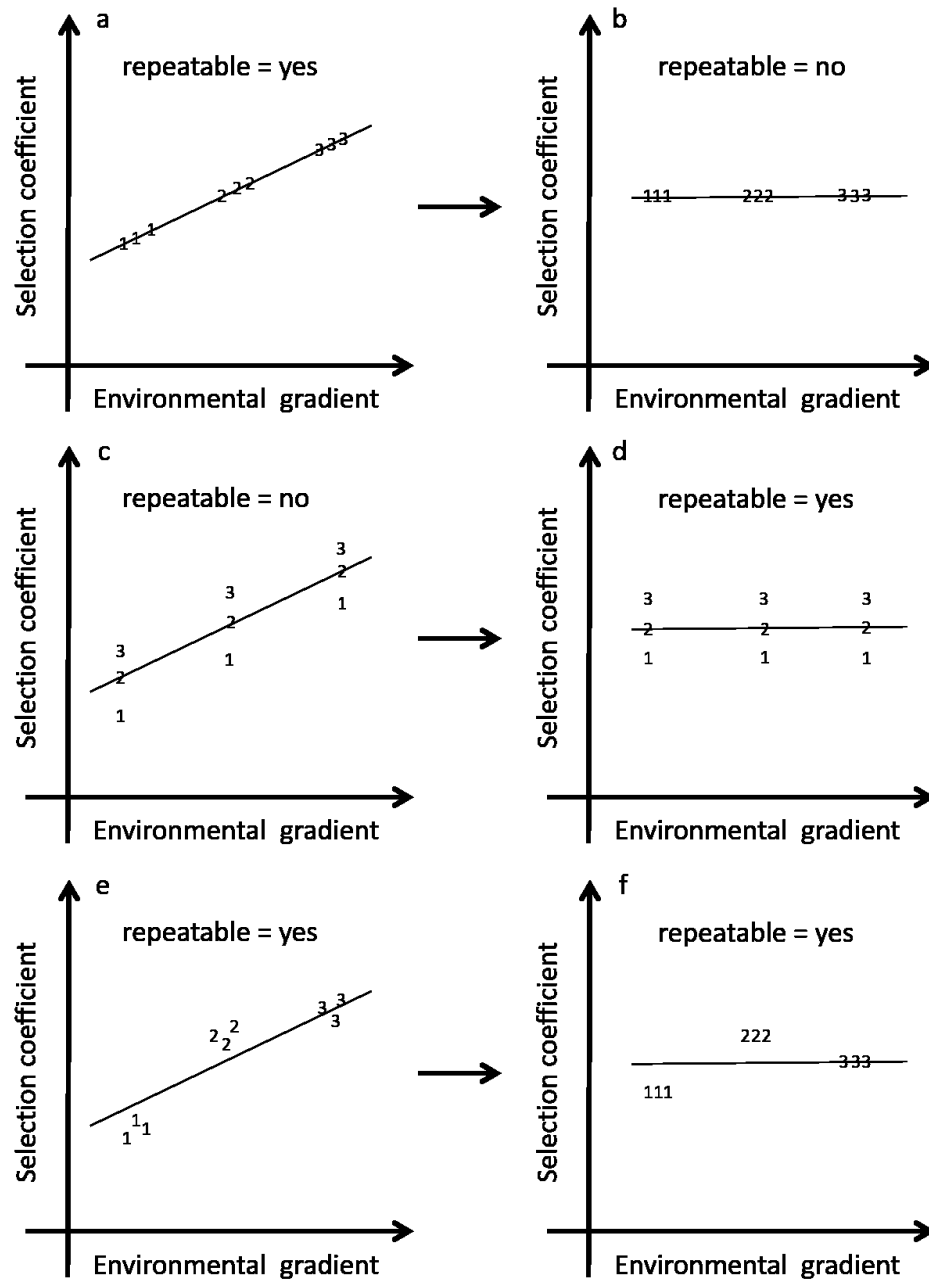 a
repeatable = yes
Selection coefficient
1 1 1
2 2 2
3 3 3
Environmental gradient
b
repeatable = no
Selection coefficient
111 222 333
Environmental gradient
c
repeatable = no
Selection coefficient
3 3 3
2 2 2
1 1 1
Environmental gradient
d
repeatable = yes
Selection coefficient
3 3 3
2 2 2
1 1 1
Environmental gradient
e
repeatable = yes
Selection coefficient
1 1 1
2 2 2
3 3 3
Environmental gradient
f
repeatable = yes
Selection coefficient
222
333
111
Environmental gradient